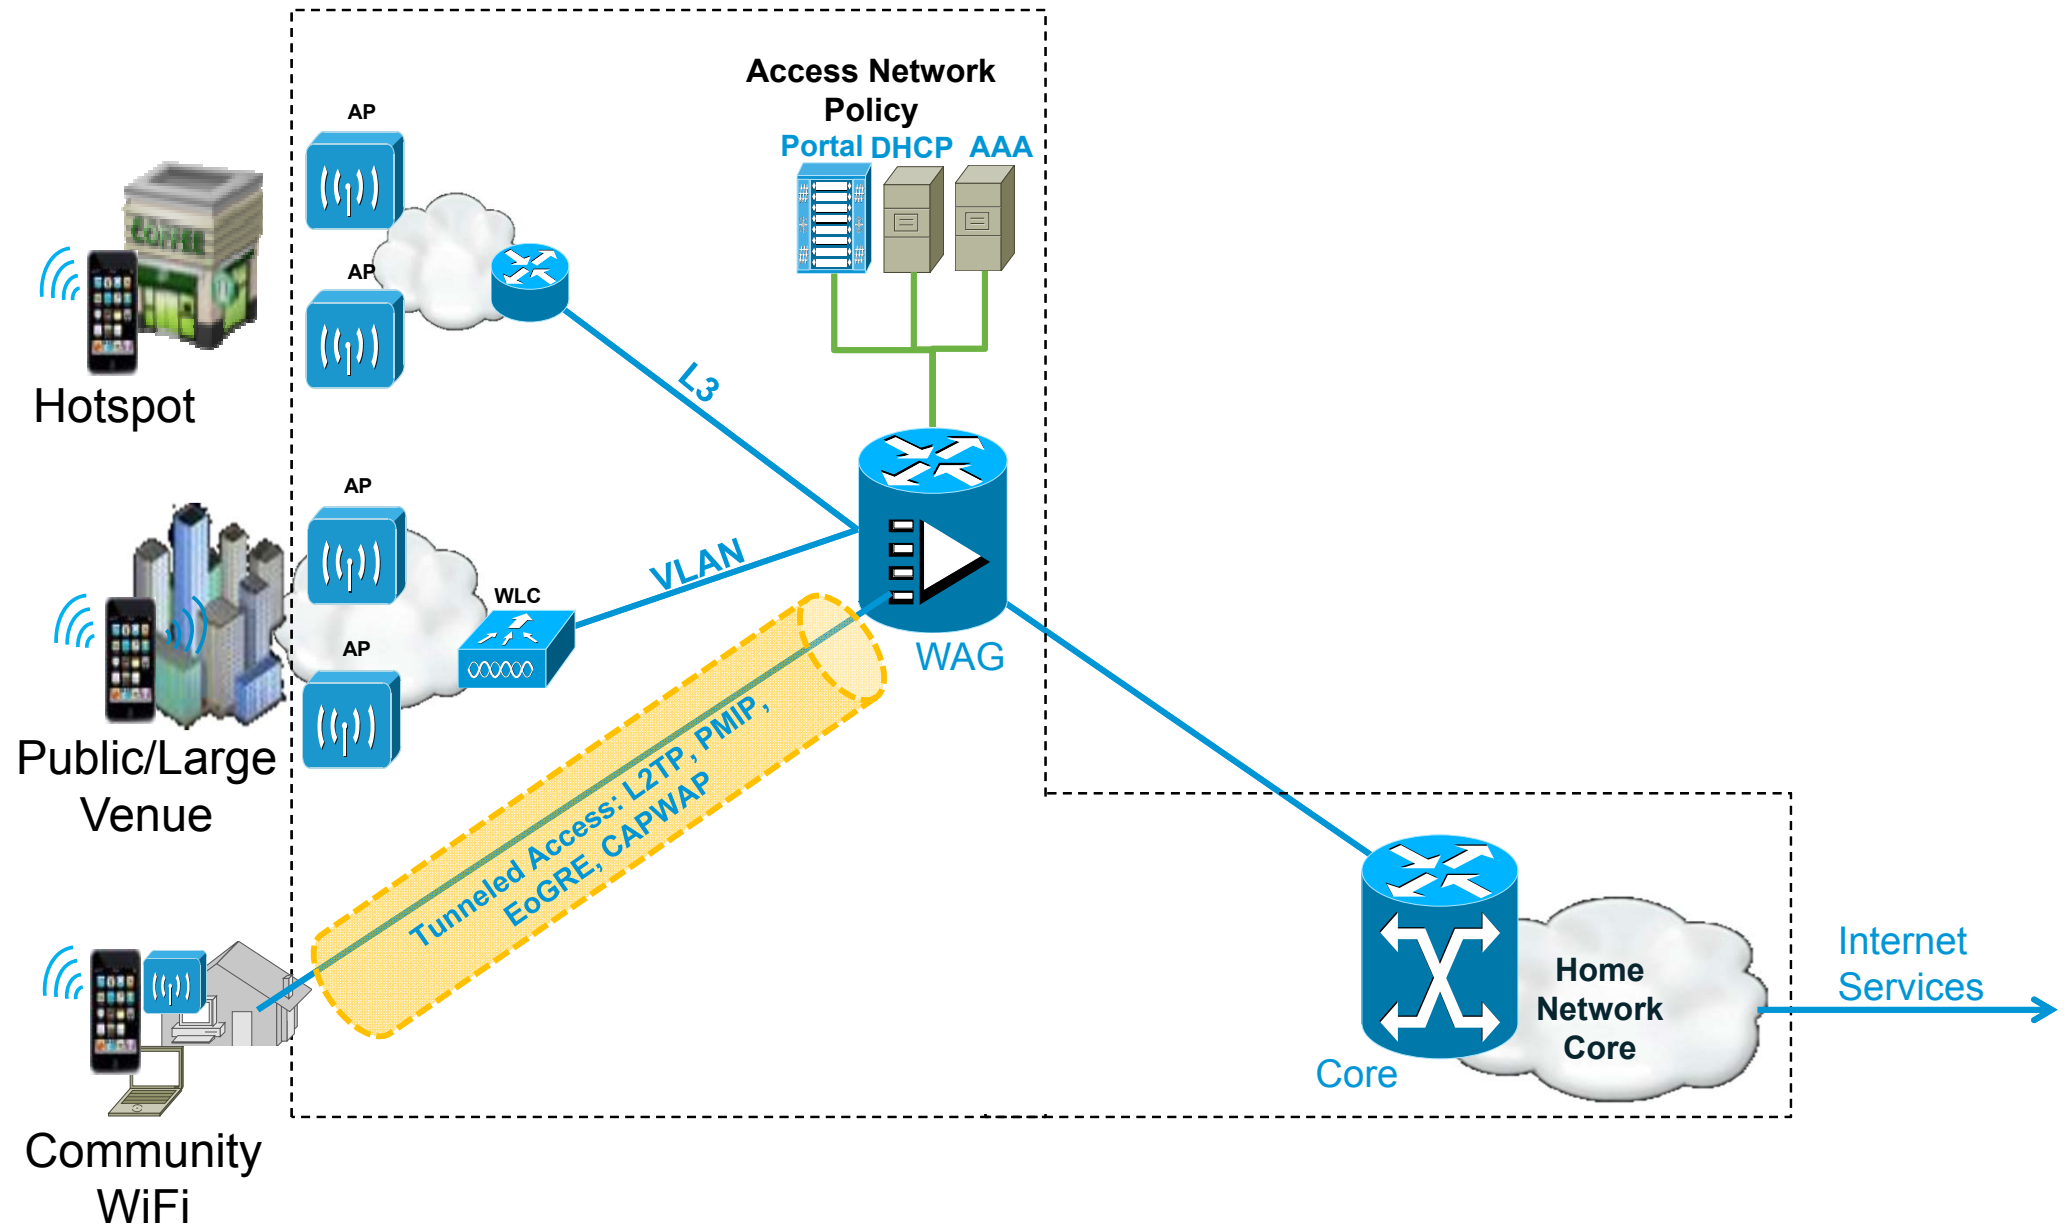 Access Network
Policy
Portal DHCP AAA
AP
COFFEE
AP
Hotspot
L3
AP
VLAN
WLC
AP
WAG
Public/Large
Venue
Tunneled Access: L2TP, PMIP,
EoGRE, CAPWAP
Home
Network
Core
Core
Internet
Services
Community
WiFi